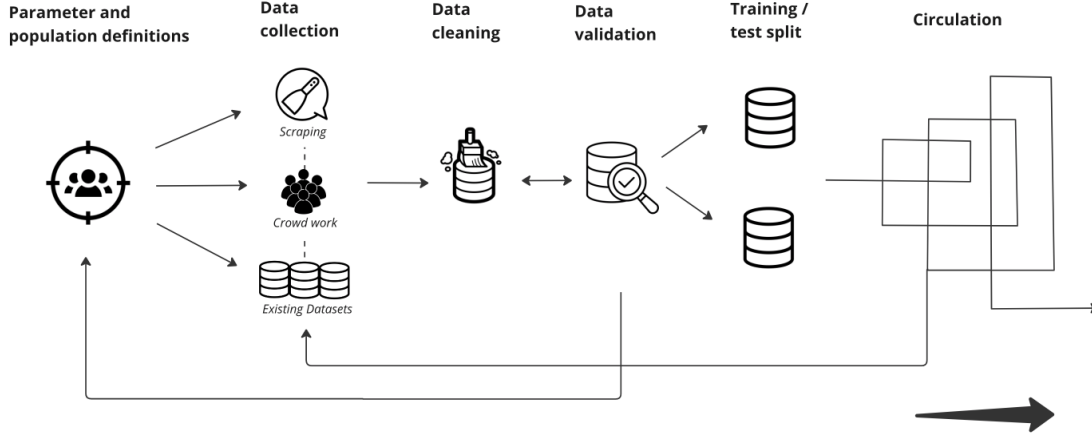 Parameter and
population definitions
Data
collection
Data
cleaning
Data
validation
Training /
test split
Circulation
Scraping
Crowd work
Existing Datasets